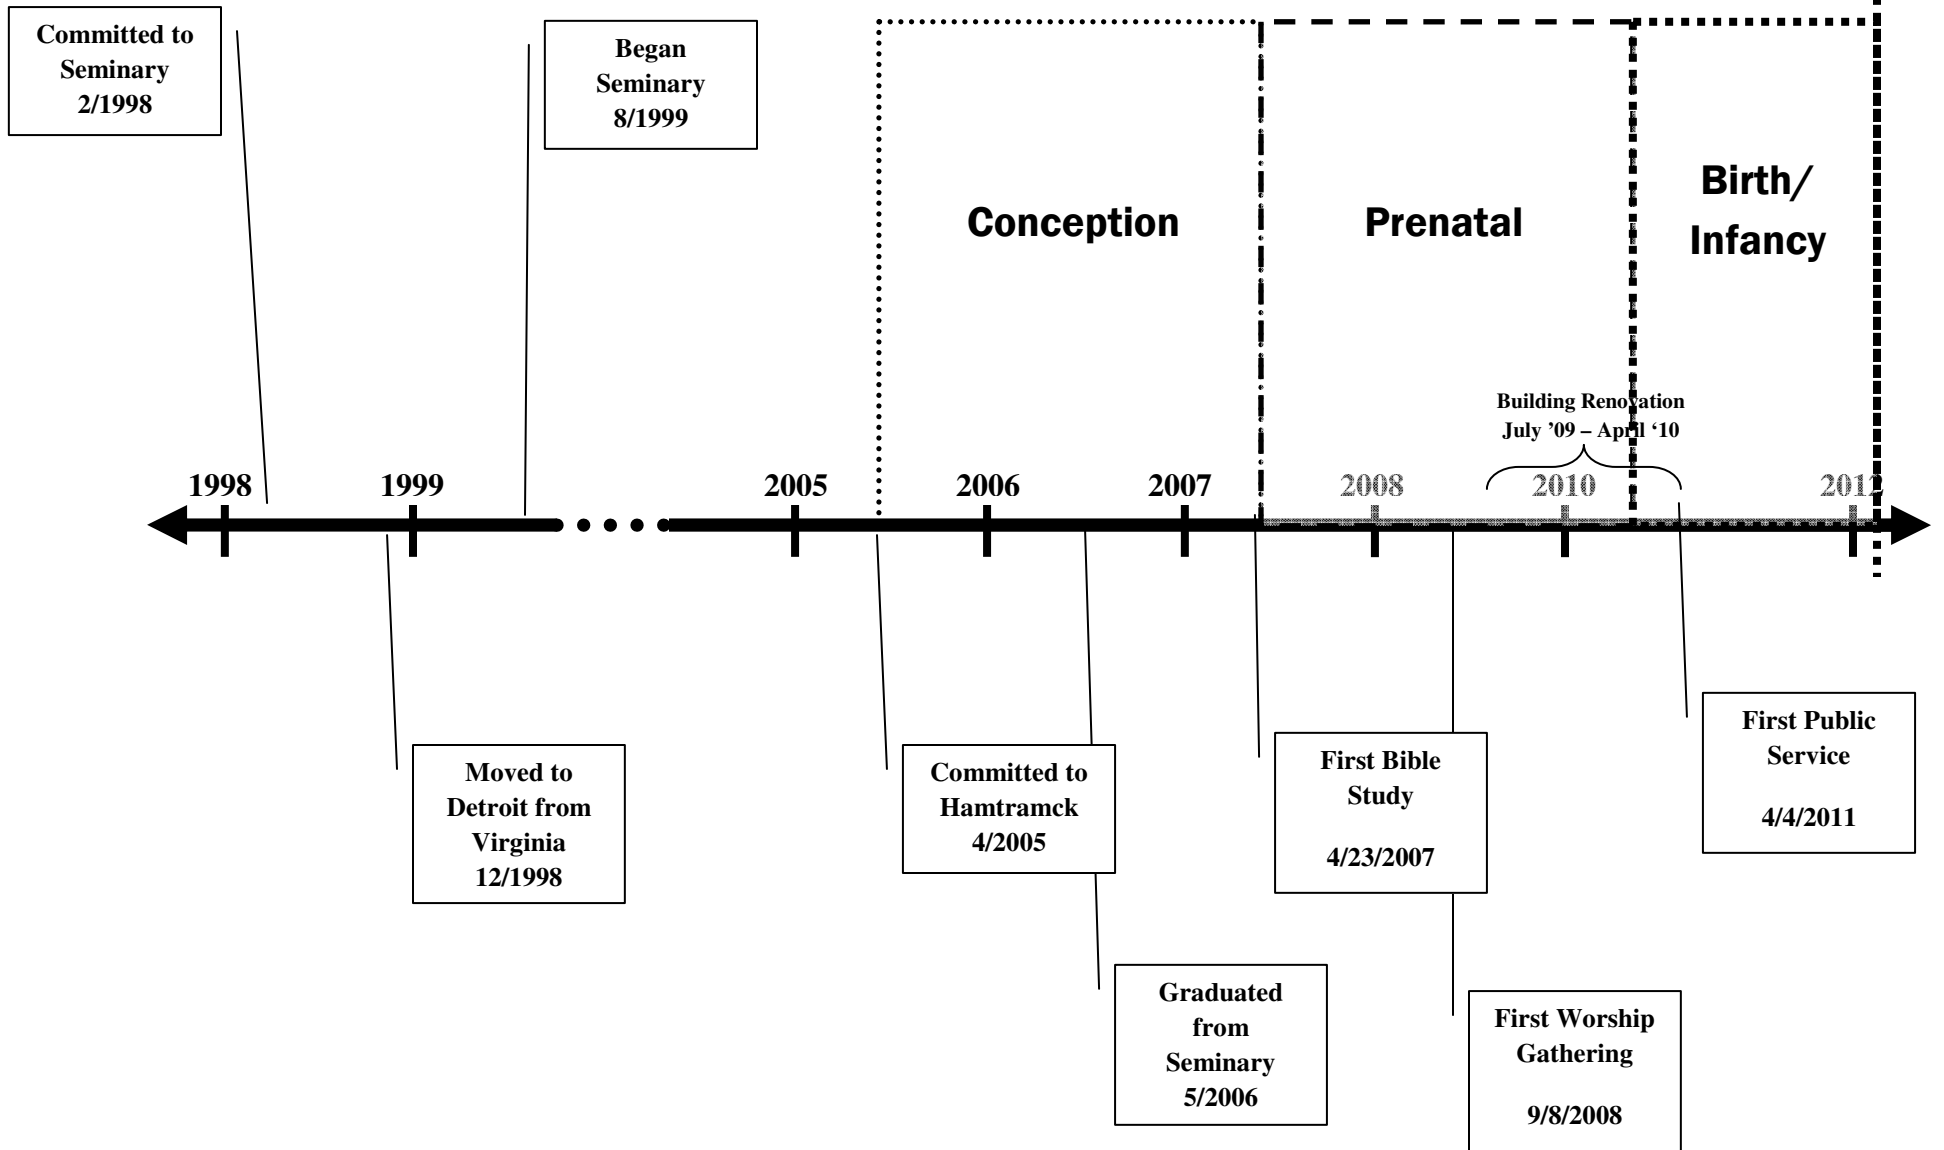 Committed to
Seminary
2/1998
Began
Seminary
8/1999
Conception
Prenatal
Birth/
Infancy
Building Renovation
July ’09 – April ‘10
1998
1999
2005
2006
2007
2008
2010
2012
Moved to
Detroit from
Virginia
12/1998
Committed to
Hamtramck
4/2005
First Bible
Study
4/23/2007
First Public
Service
4/4/2011
Graduated
from
Seminary
5/2006
First Worship
Gathering
9/8/2008